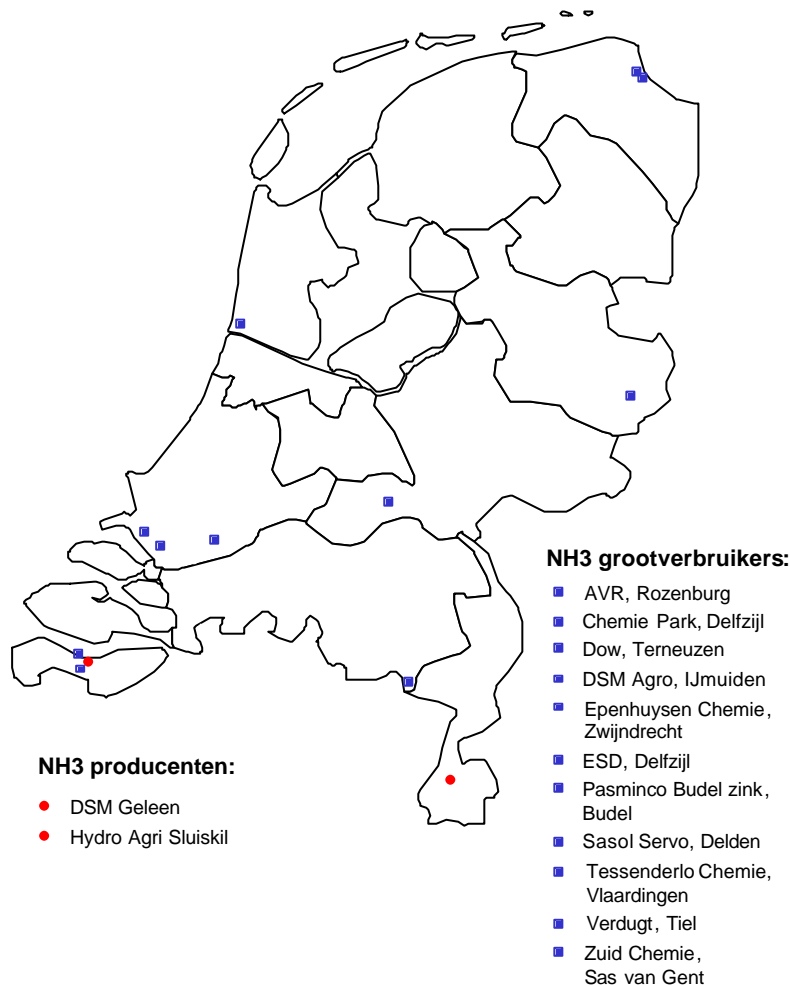 NH3 producenten:
DSM Geleen
Hydro Agri Sluiskil
NH3 grootverbruikers:
AVR, Rozenburg
Chemie Park, Delfzijl
Dow, Terneuzen
DSM Agro, IJmuiden
Epenhuysen Chemie,
Zwijndrecht
ESD, Delfzijl
Pasminco Budel zink,
Budel
Sasol Servo, Delden
Tessenderlo Chemie,
Vlaardingen
Verdugt, Tiel
Zuid Chemie,
Sas van Gent